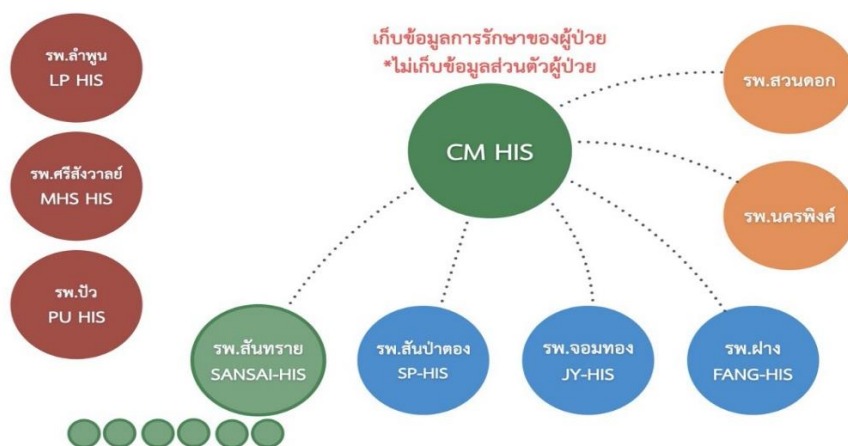 เก็บข้อมูลการรักษาของผู้ป่วย
*ไม่เก็บข้อมูลส่วนตัวผู้ป่วย
รพ.ลำพูน
LP HIS
รพ.ศรีสังวาลย์
MHS HIS
รพ.ปัว
PU HIS
CM HIS
รพ.สวนดอก
รพ.นครพิงค์
รพ.สันทราย
SANSAI-HIS
รพ.สันป่าตอง
SP-HIS
รพ.จอมทอง
JY-HIS
รพ.ฝาง
FANG-HIS